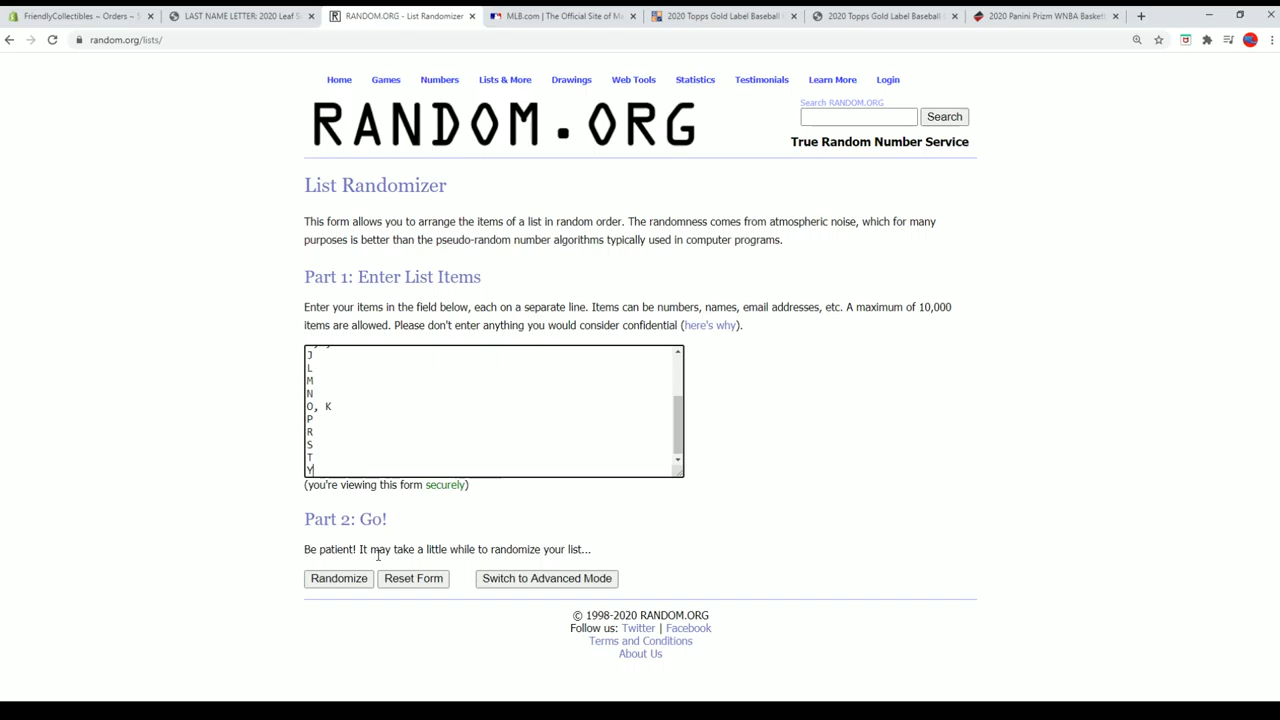 FriendlyCollectibles ~ Orders ~ S
LAST NAME LETTER: 2020 Leaf S
RANDOM.ORG - List Randomizer
MLB.com | The Official Site of Ma
2020 Topps Gold Label Baseball
2020 Topps Gold Label Baseball
2020 Panini Prizm WNBA Basketb
random.org/lists/
Home Games Numbers Lists & More Drawings Web Tools Statistics Testimonials Learn More Login
RANDOM.ORG
Search RANDOM.ORG
Search
True Random Number Service
List Randomizer
This form allows you to arrange the items of a list in random order. The randomness comes from atmospheric noise, which for many
purposes is better than the pseudo-random number algorithms typically used in computer programs.
Part 1: Enter List Items
Enter your items in the field below, each on a separate line. Items can be numbers, names, email addresses, etc. A maximum of 10,000
items are allowed. Please don't enter anything you would consider confidential (here's why).
J
L
M
N
O, K
P
R
S
T
Y
(you're viewing this form securely)
Part 2: Go!
Be patient! It may take a little while to randomize your list...
Randomize Reset Form Switch to Advanced Mode
© 1998-2020 RANDOM.ORG
Follow us: Twitter | Facebook
Terms and Conditions
About Us